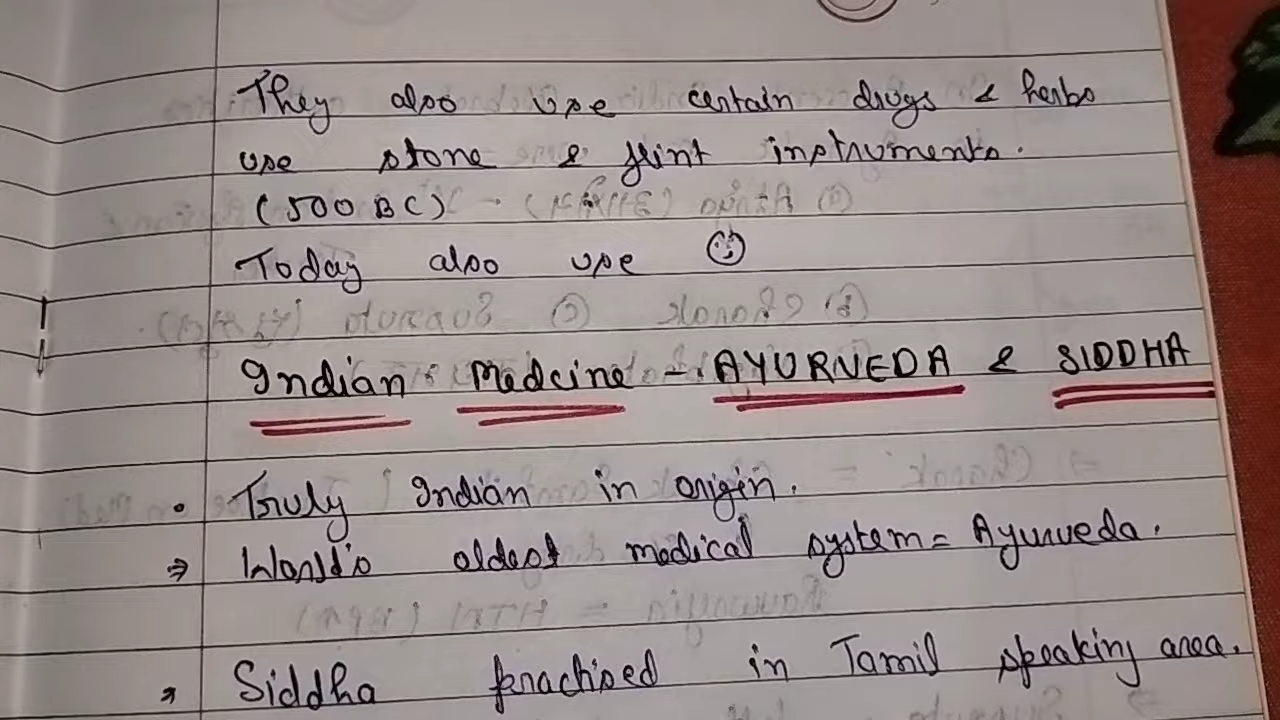 They also use certain drugs & herbs
use stone & flint instruments.
(500 BC)
Today also use
Indian Medcine - AYURVEDA & SIDDHA
• Truly Indian in origin.
⇒ World's oldest medical system = Ayurveda.
⇒ Siddha practised in Tamil speaking area.